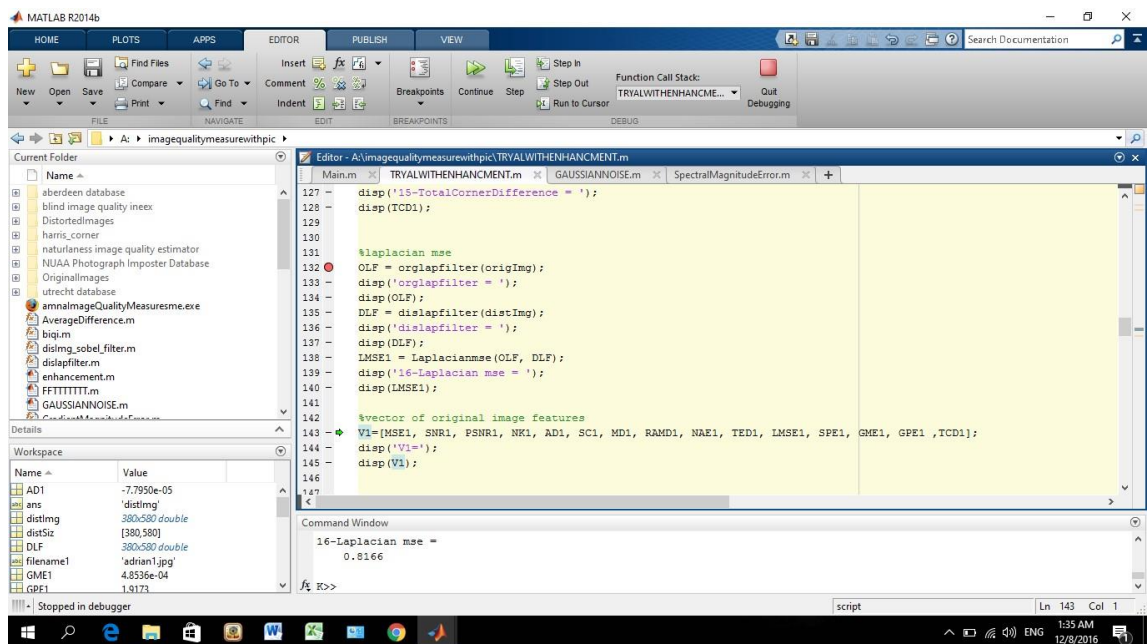 MATLAB R2014b
HOME PLOTS APPS EDITOR PUBLISH VIEW
Search Documentation
New Open Save
Find Files
Compare
Print
Go To
Find
Insert fx
Comment %
Indent
Breakpoints
Continue Step
Step In
Step Out
Run to Cursor
Function Call Stack:
TRYALWITHENHANCME...
Quit Debugging
FILE NAVIGATE EDIT BREAKPOINTS DEBUG
A: imagequalitymeasurewithpic
Current Folder
Name
aberdeen database
blind image quality ineex
DistortedImages
harris_corner
naturlaness image quality estimator
NUAA Photograph Imposter Database
OriginalImages
utrecht database
amnaImageQualityMeasuresme.exe
AverageDifference.m
biqi.m
disImg_sobel_filter.m
dislapfilter.m
enhancement.m
FFTTTTTTT.m
GAUSSIANNOISE.m
Details
Workspace
Name Value
AD1 -7.7950e-05
ans 'distImg'
distImg 380x580 double
distSiz [380,580]
DLF 380x580 double
filename1 'adrian1.jpg'
GME1 4.8536e-04
GPE1 1.9173
Editor - A:\imagequalitymeasurewithpic\TRYALWITHENHANCMENT.m
Main.m TRYALWITHENHANCMENT.m GAUSSIANNOISE.m SpectralMagnitudeError.m +
127 - disp('15-TotalCornerDifference = ');
128 - disp(TCD1);
129
130
131 %laplacian mse
132 OLF = orglapfilter(origImg);
133 - disp('orglapfilter = ');
134 - disp(OLF);
135 - DLF = dislapfilter(distImg);
136 - disp('dislapfilter = ');
137 - disp(DLF);
138 - LMSE1 = Laplacianmse(OLF, DLF);
139 - disp('16-Laplacian mse = ');
140 - disp(LMSE1);
141
142 %vector of original image features
143 - V1=[MSE1, SNR1, PSNR1, NK1, AD1, SC1, MD1, RAMD1, NAE1, TED1, LMSE1, SPE1, GME1, GPE1 ,TCD1];
144 - disp('V1=');
145 - disp(V1);
146
147
Command Window
16-Laplacian mse =
0.8166
fx K>>
Stopped in debugger
script
Ln 143 Col 1
ENG
1:35 AM
12/8/2016